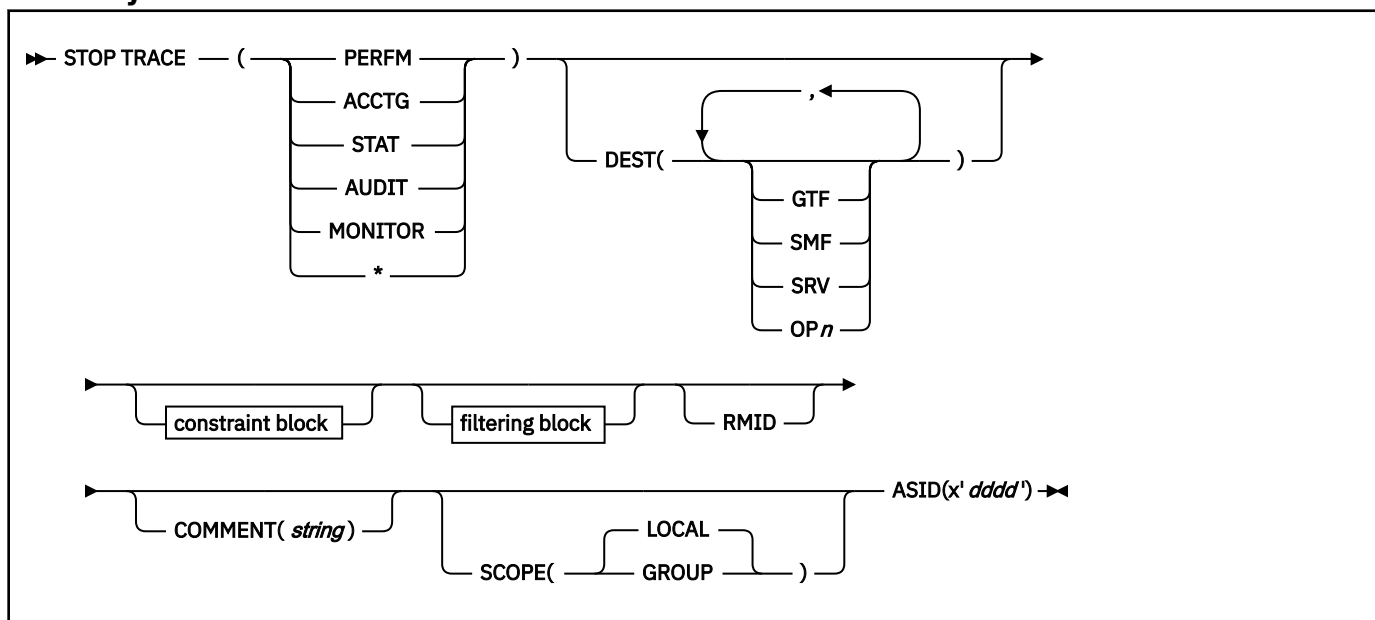 STOP TRACE ( PERFM )
ACCTG
STAT
AUDIT
MONITOR
*
,
DEST( )
GTF
SMF
SRV
OPn
constraint block
filtering block
RMID
COMMENT( string )
LOCAL
SCOPE( GROUP )
ASID(x' dddd ')